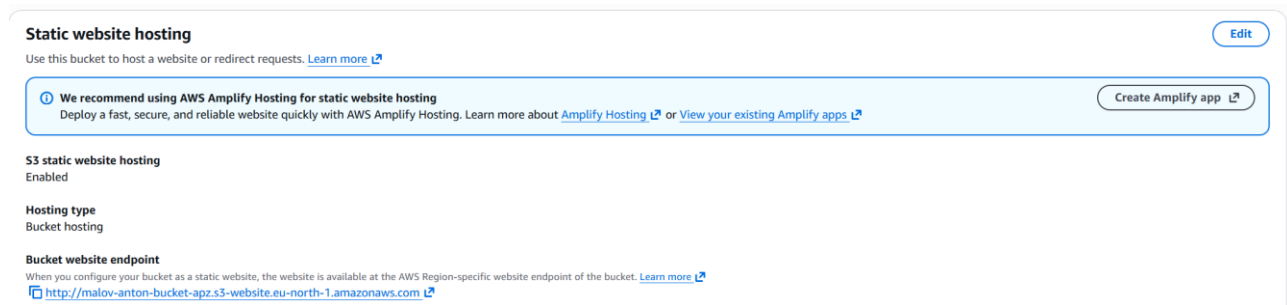 Static website hosting
Edit
Use this bucket to host a website or redirect requests. Learn more
We recommend using AWS Amplify Hosting for static website hosting
Create Amplify app
Deploy a fast, secure, and reliable website quickly with AWS Amplify Hosting. Learn more about Amplify Hosting or View your existing Amplify apps
S3 static website hosting
Enabled
Hosting type
Bucket hosting
Bucket website endpoint
When you configure your bucket as a static website, the website is available at the AWS Region-specific website endpoint of the bucket. Learn more
http://malov-anton-bucket-apz.s3-website.eu-north-1.amazonaws.com